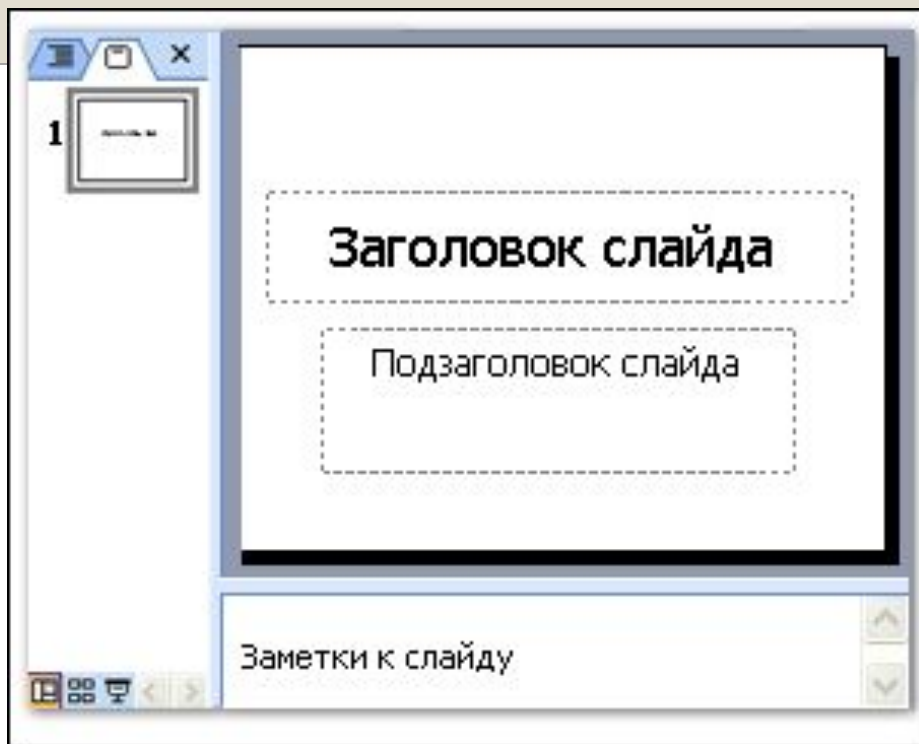 1
Заголовок слайда
Подзаголовок слайда
Заметки к слайду